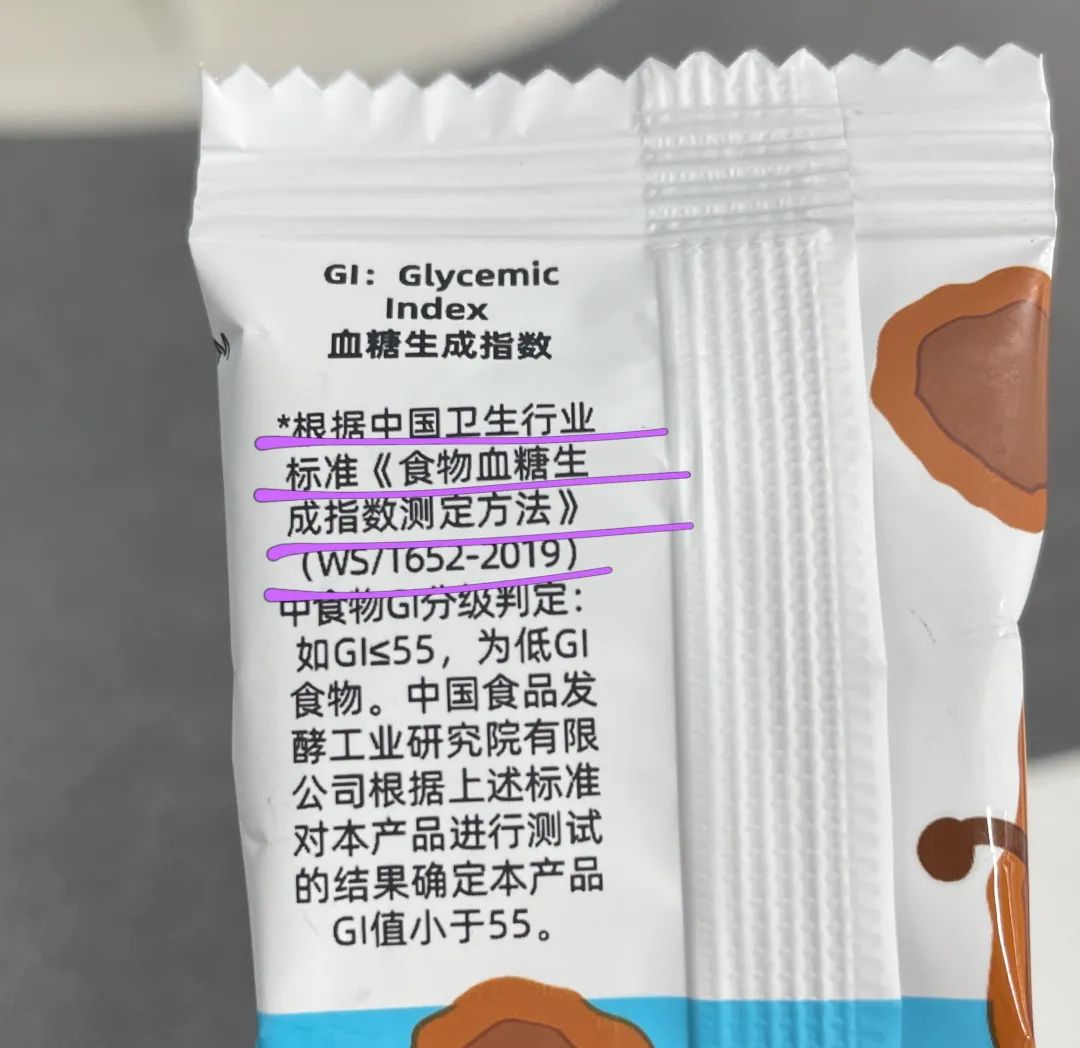 GI：Glycemic
Index
血糖生成指数
*根据中国卫生行业
标准《食物血糖生
成指数测定方法》
（WS/T652-2019）
中食物GI分级判定：
如GI≤55，为低GI
食物。中国食品发
酵工业研究院有限
公司根据上述标准
对本产品进行测试
的结果确定本产品
GI值小于55。